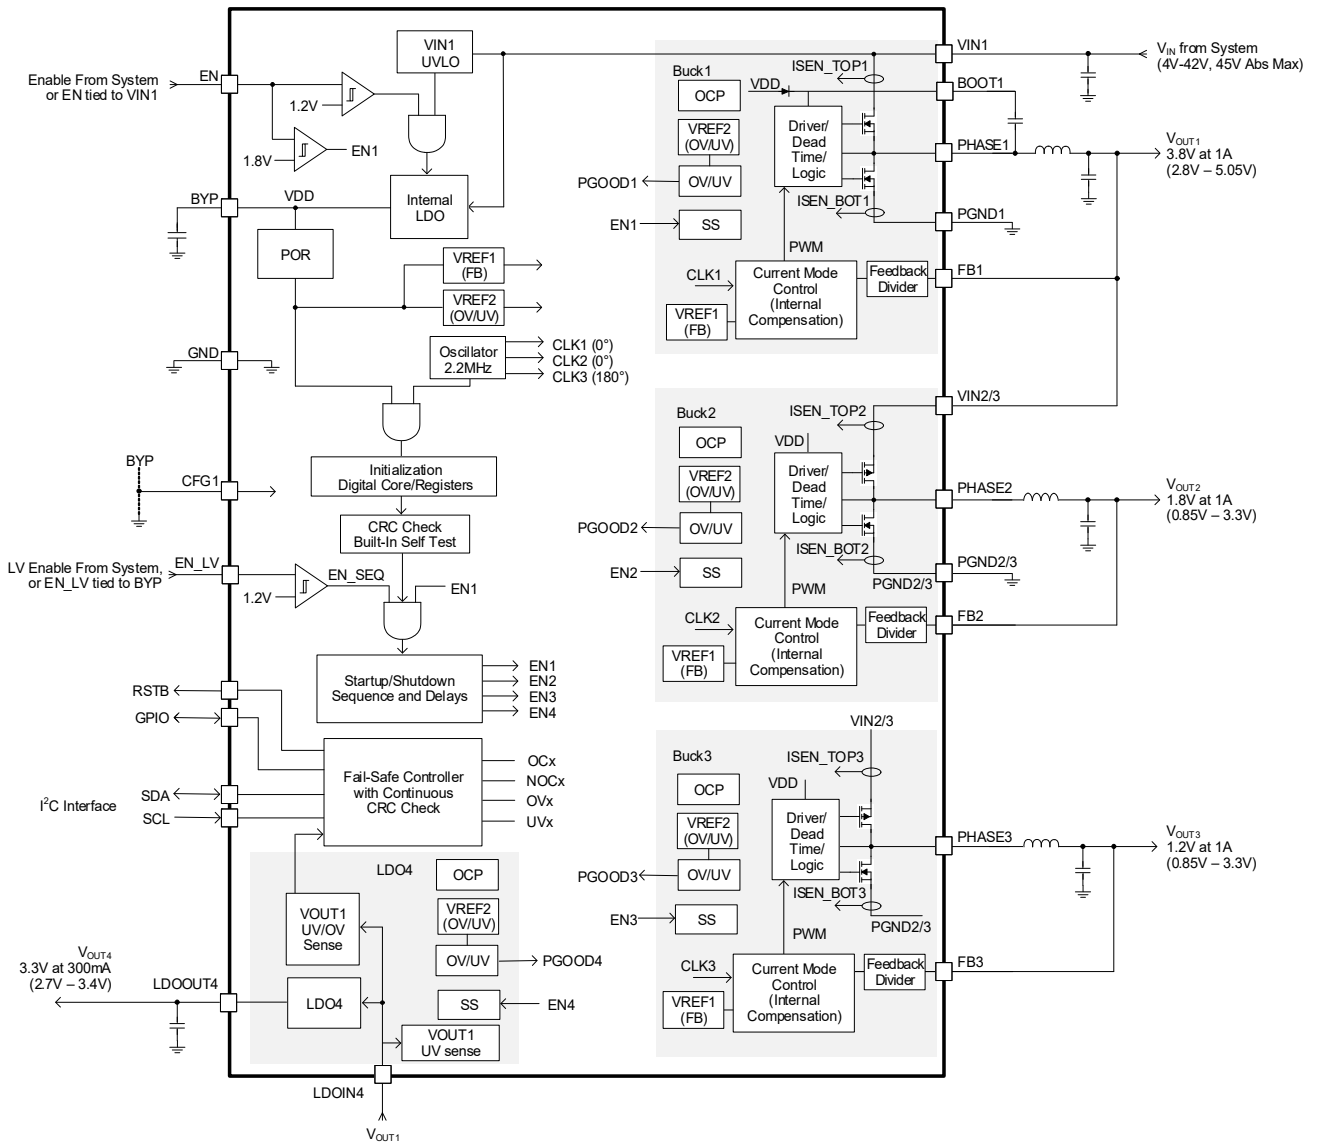 VIN1
UVLO
Enable From System
or EN tied to VIN1
EN
1.2V
1.8V
EN1
BYP
VDD
Internal
LDO
POR
VREF1
(FB)
VREF2
(OV/UV)
GND
Oscillator
2.2MHz
CLK1 (0°)
CLK2 (0°)
CLK3 (180°)
BYP
CFG1
Initialization
Digital Core/Registers
CRC Check
Built-In Self Test
LV Enable From System,
or EN_LV tied to BYP
EN_LV
1.2V
EN_SEQ
EN1
Startup/Shutdown
Sequence and Delays
EN1
EN2
EN3
EN4
RSTB
GPIO
I²C Interface
SDA
SCL
Fail-Safe Controller
with Continuous
CRC Check
OCx
NOCx
OVx
UVx
LDO4
OCP
VOUT1
UV/OV
Sense
VREF2
(OV/UV)
OV/UV
PGOOD4
VOUT4
3.3V at 300mA
(2.7V – 3.4V)
LDOOUT4
LDO4
SS
EN4
VOUT1
UV sense
LDOIN4
VOUT1
Buck1
OCP
VREF2
(OV/UV)
OV/UV
PGOOD1
EN1
SS
ISEN_TOP1
VDD
Driver/
Dead
Time/
Logic
ISEN_BOT1
PWM
CLK1
VREF1
(FB)
Current Mode
Control
(Internal
Compensation)
Feedback
Divider
VIN1
BOOT1
PHASE1
PGND1
FB1
VIN from System
(4V-42V, 45V Abs Max)
VOUT1
3.8V at 1A
(2.8V – 5.05V)
Buck2
OCP
VREF2
(OV/UV)
OV/UV
PGOOD2
EN2
SS
ISEN_TOP2
VDD
Driver/
Dead
Time/
Logic
ISEN_BOT2
PGND2/3
PWM
CLK2
VREF1
(FB)
Current Mode
Control
(Internal
Compensation)
Feedback
Divider
VIN2/3
PHASE2
PGND2/3
FB2
VOUT2
1.8V at 1A
(0.85V – 3.3V)
VIN2/3
Buck3
OCP
VREF2
(OV/UV)
OV/UV
PGOOD3
EN3
SS
ISEN_TOP3
VDD
Driver/
Dead
Time/
Logic
ISEN_BOT3
PGND2/3
PWM
CLK3
VREF1
(FB)
Current Mode
Control
(Internal
Compensation)
Feedback
Divider
PHASE3
FB3
VOUT3
1.2V at 1A
(0.85V – 3.3V)